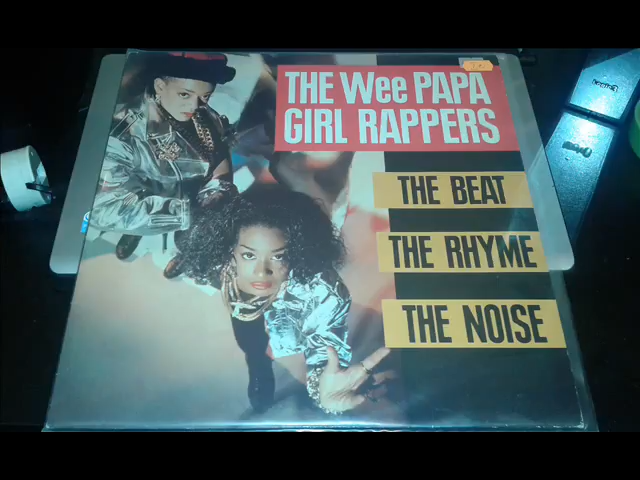 THE Wee PAPA
GIRL RAPPERS
THE BEAT
THE RHYME
THE NOISE